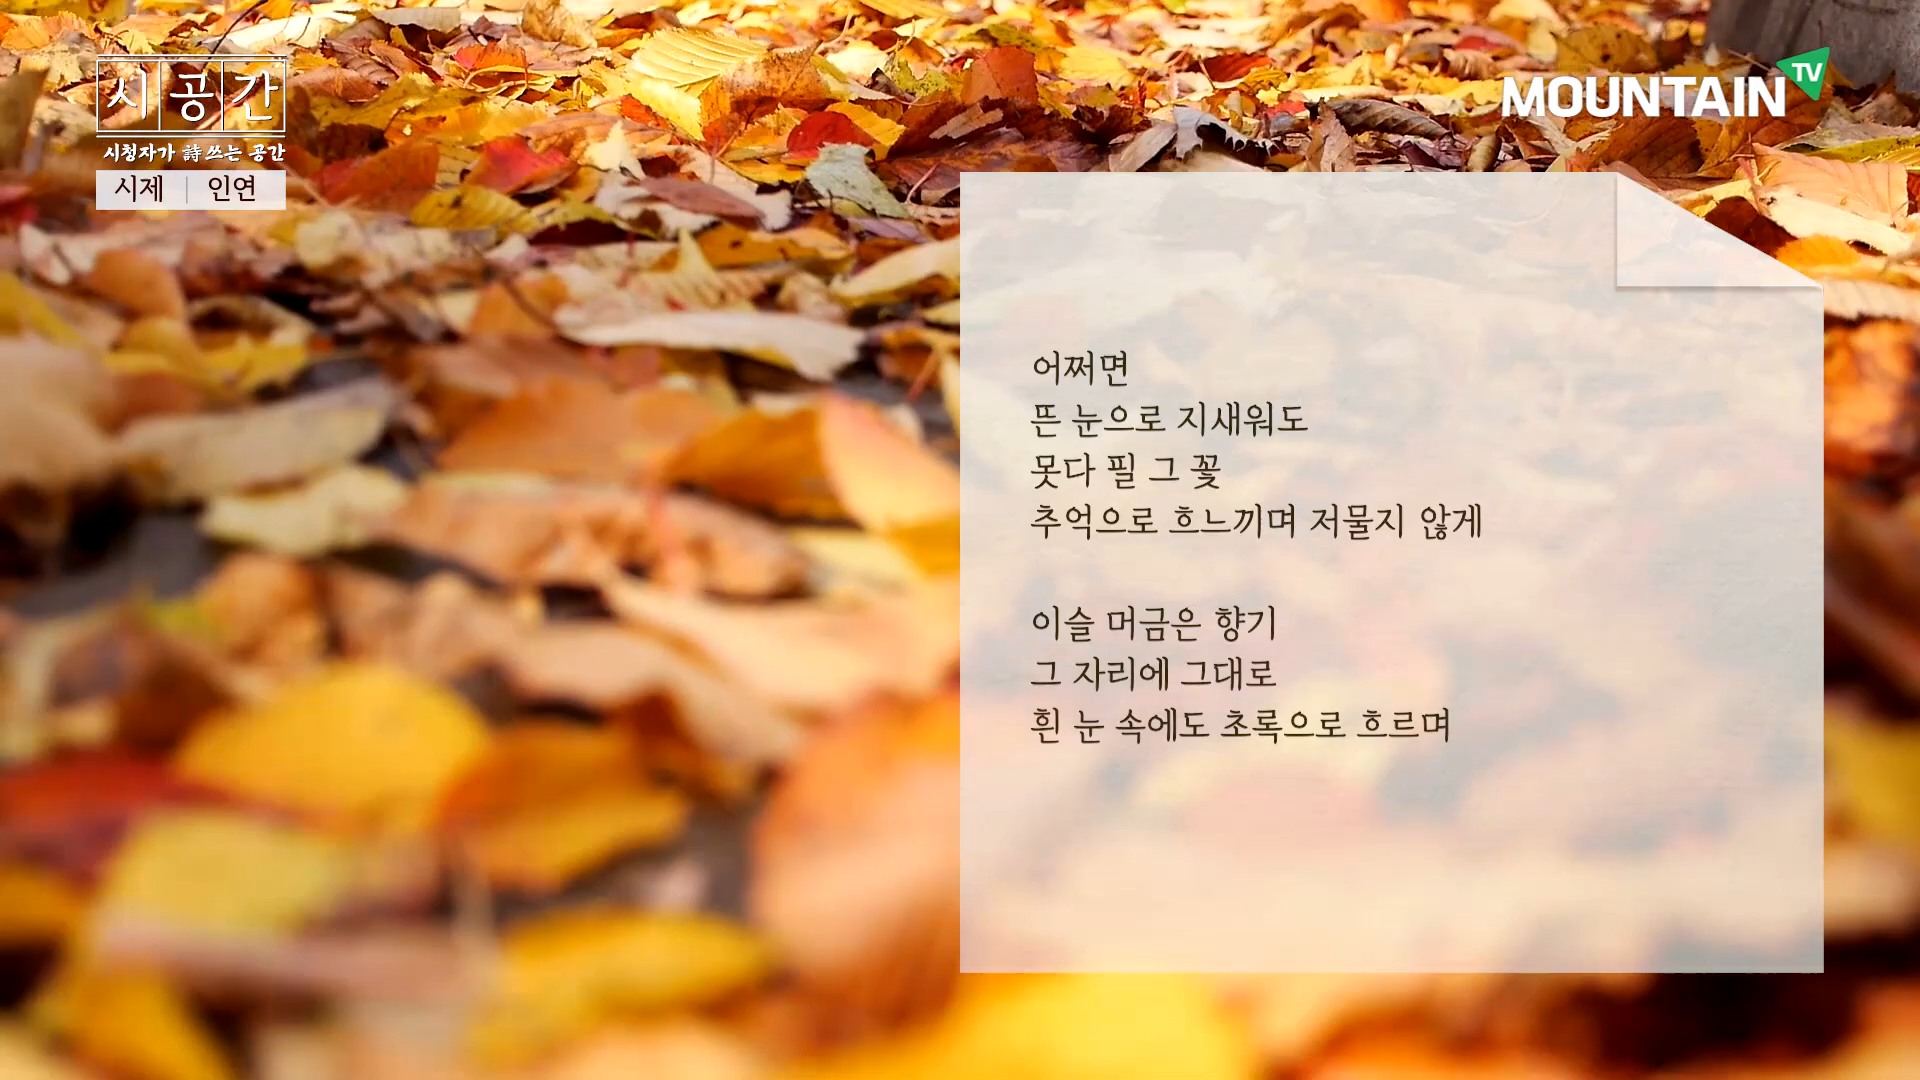 시공간
시청자가 詩 쓰는 공간
시제 | 인연
MOUNTAIN TV
어쩌면
뜬 눈으로 지새워도
못다 필 그 꽃
추억으로 흐느끼며 저물지 않게
이슬 머금은 향기
그 자리에 그대로
흰 눈 속에도 초록으로 흐르며